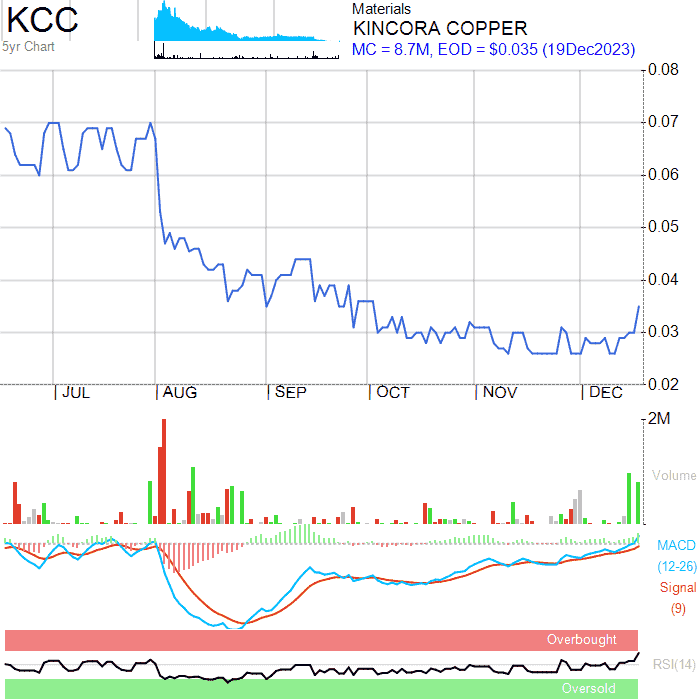 KCC
5yr Chart
Materials
KINCORA COPPER
MC = 8.7M, EOD = $0.035 (19Dec2023)
0.08
0.07
0.06
0.05
0.04
0.03
0.02
JUL AUG SEP OCT NOV DEC
2M
Volume
MACD
(12-26)
Signal
(9)
Overbought
RSI(14)
Oversold